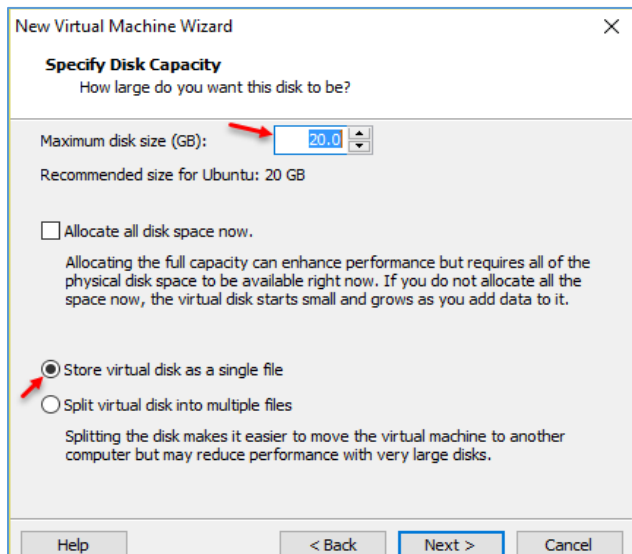 New Virtual Machine Wizard
Specify Disk Capacity
How large do you want this disk to be?
Maximum disk size (GB): 20.0
Recommended size for Ubuntu: 20 GB
Allocate all disk space now.
Allocating the full capacity can enhance performance but requires all of the
physical disk space to be available right now. If you do not allocate all the
space now, the virtual disk starts small and grows as you add data to it.
Store virtual disk as a single file
Split virtual disk into multiple files
Splitting the disk makes it easier to move the virtual machine to another
computer but may reduce performance with very large disks.
Help < Back Next > Cancel